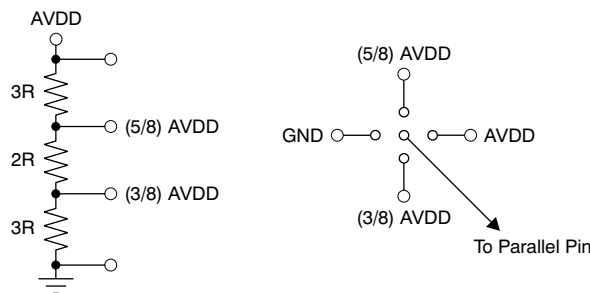 AVDD
3R
(5/8) AVDD
2R
(3/8) AVDD
3R
(5/8) AVDD
GND
AVDD
(3/8) AVDD
To Parallel Pin